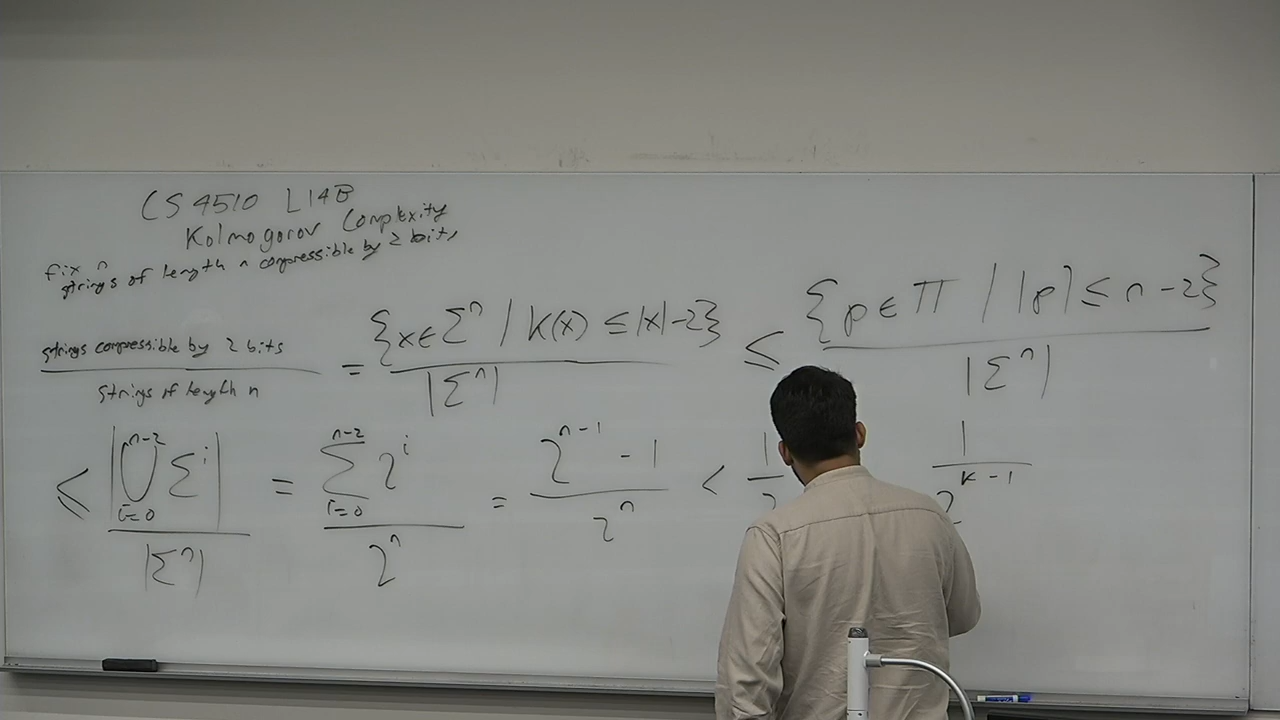 CS 4510 L14B
Kolmogorov Complexity
fix n
strings of length n compressible by 2 bits
strings compressible by 2 bits / strings of length n = {x ∈ Σ^n | K(x) ≤ |x|-2} / |Σ^n| ≤ {p ∈ Π | |p| ≤ n-2} / |Σ^n|
≤ |⋃_{i=0}^{n-2} Σ^i| / |Σ^n| = ∑_{i=0}^{n-2} 2^i / 2^n = 2^{n-1} - 1 / 2^n < 1 / 2 1 / 2^{k-1}